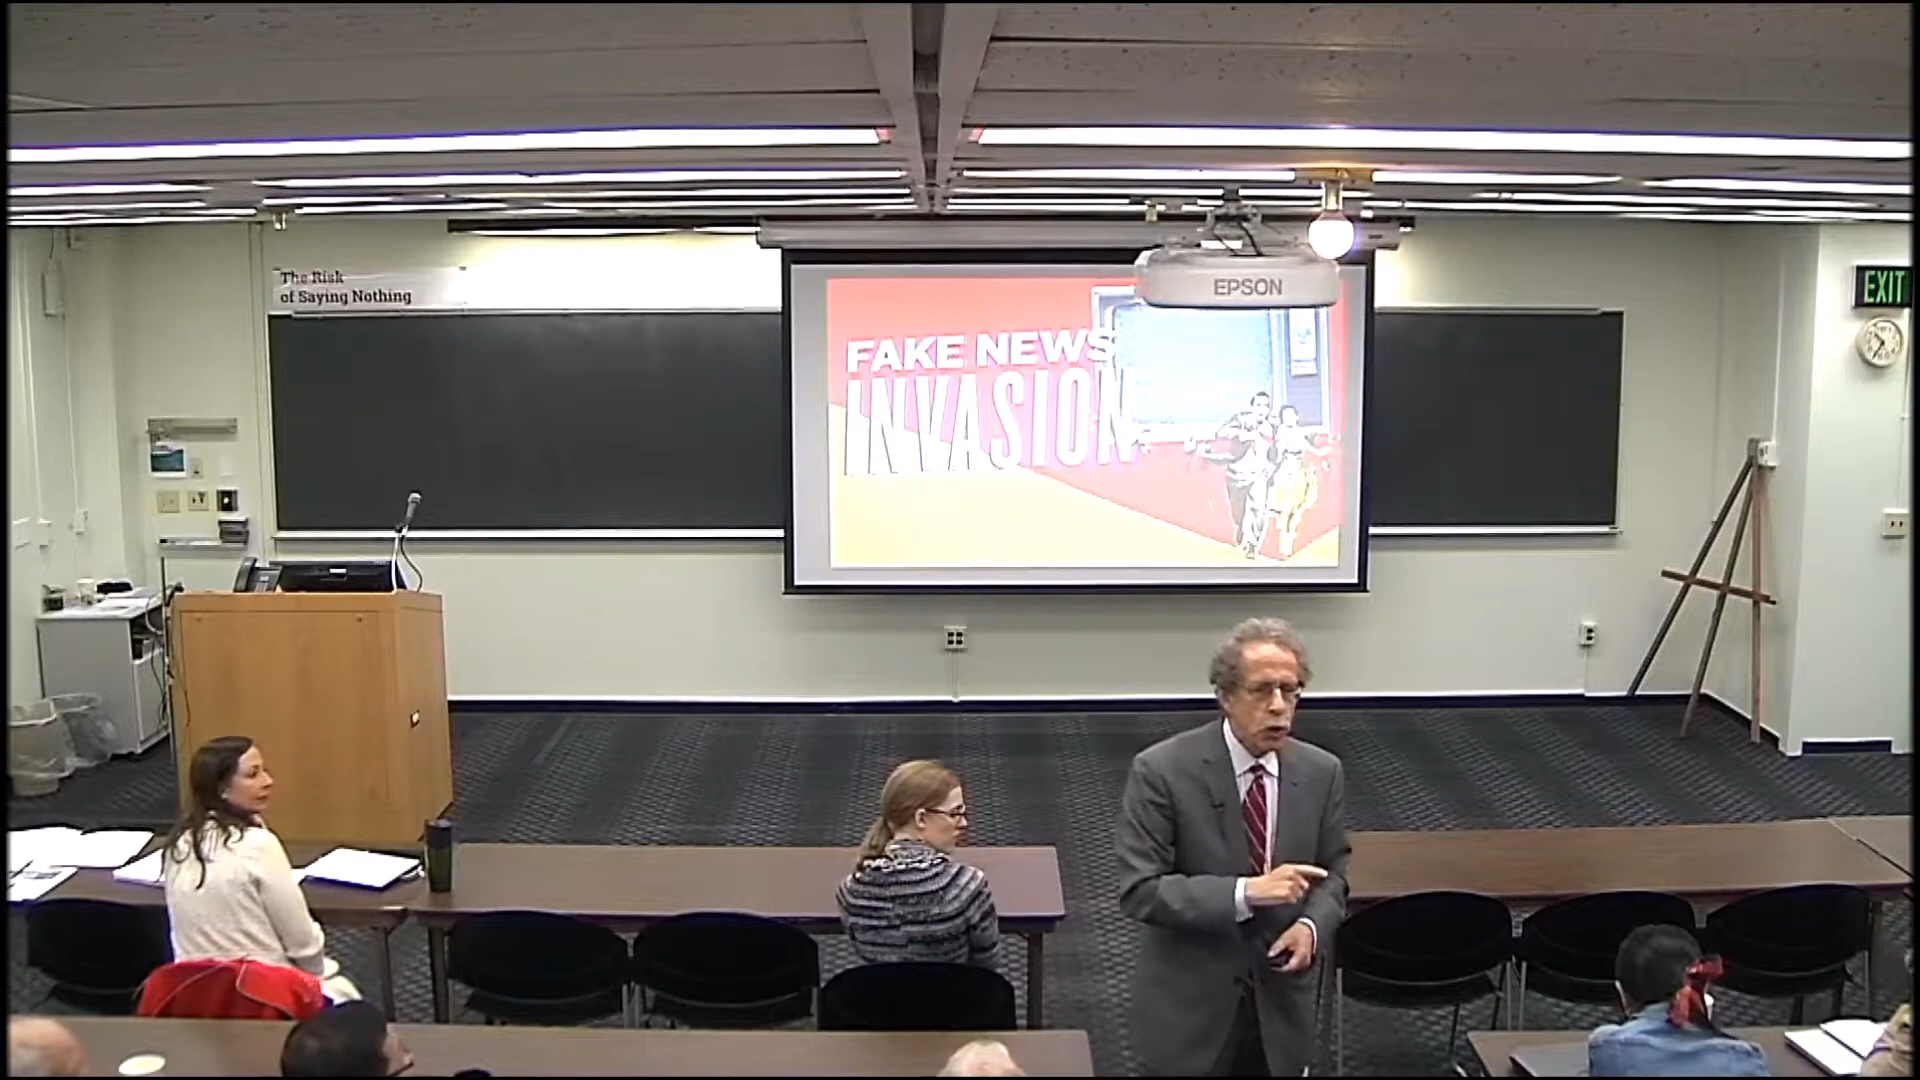 The Risk
of Saying Nothing
EPSON
FAKE NEWS
INVASION
EXIT